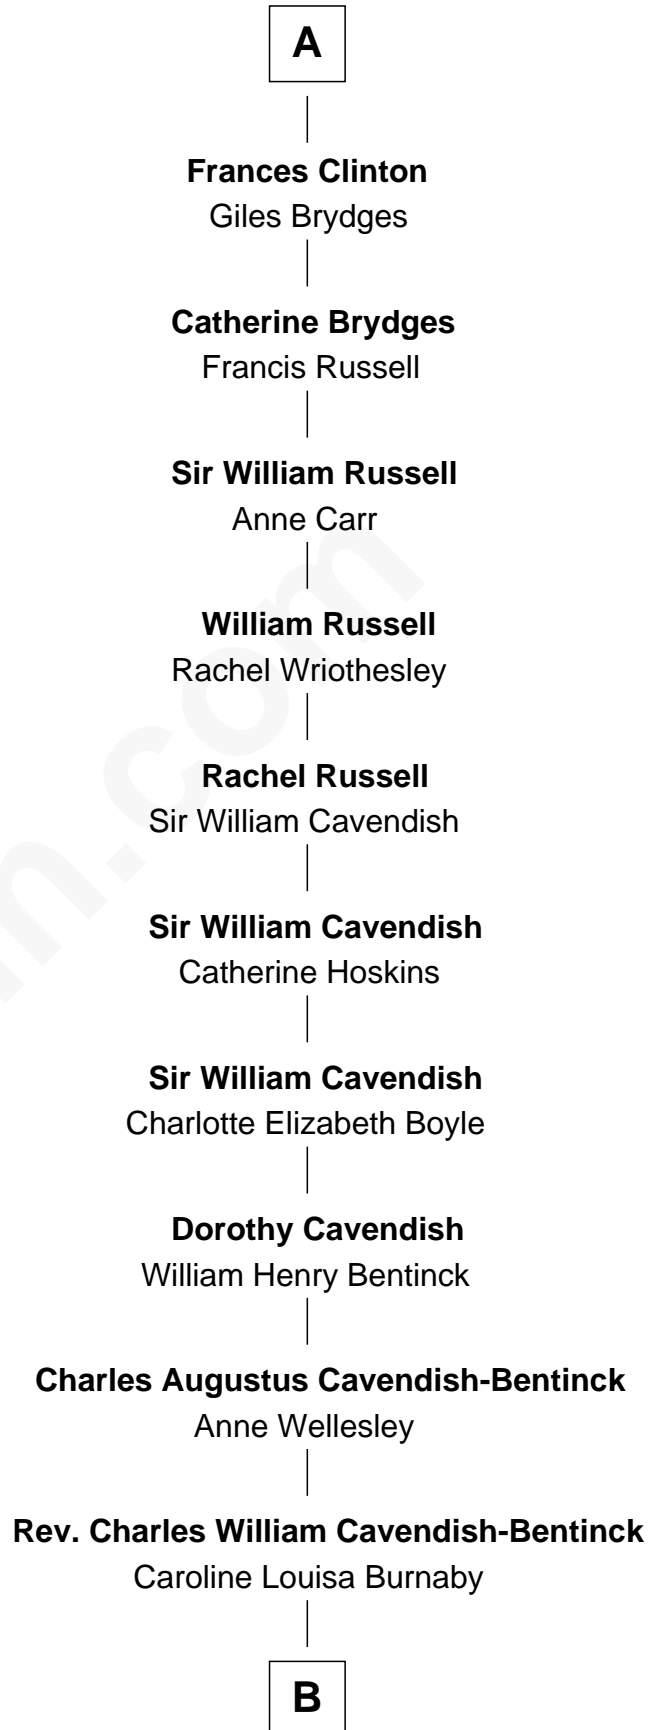 A
Frances Clinton
Giles Brydges
Catherine Brydges
Francis Russell
Sir William Russell
Anne Carr
William Russell
Rachel Wriothesley
Rachel Russell
Sir William Cavendish
Sir William Cavendish
Catherine Hoskins
Sir William Cavendish
Charlotte Elizabeth Boyle
Dorothy Cavendish
William Henry Bentinck
Charles Augustus Cavendish-Bentinck
Anne Wellesley
Rev. Charles William Cavendish-Bentinck
Caroline Louisa Burnaby
B